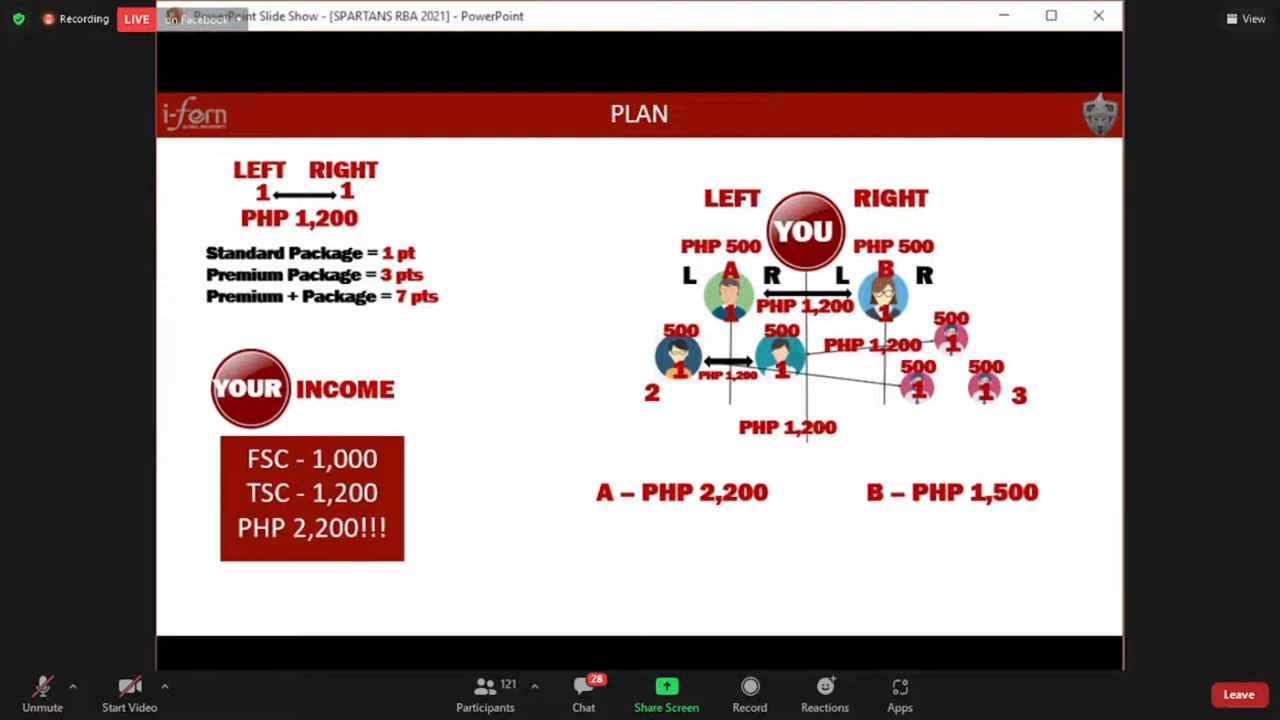 Recording
LIVE
on Facebook
PowerPoint Slide Show - [SPARTANS RBA 2021] - PowerPoint
View
i-fern
PLAN
LEFT RIGHT
1 1
PHP 1,200
Standard Package = 1 pt
Premium Package = 3 pts
Premium + Package = 7 pts
YOUR INCOME
FSC - 1,000
TSC - 1,200
PHP 2,200!!!
LEFT RIGHT
YOU
PHP 500 PHP 500
A B
L R L R
PHP 1,200
1 1
500 500 500
PHP 1,200 1
1 1
PHP 1,200
500 500
2 1 1 3
PHP 1,200
A – PHP 2,200 B – PHP 1,500
Unmute
Start Video
121
Participants
28
Chat
Share Screen
Record
Reactions
Apps
Leave